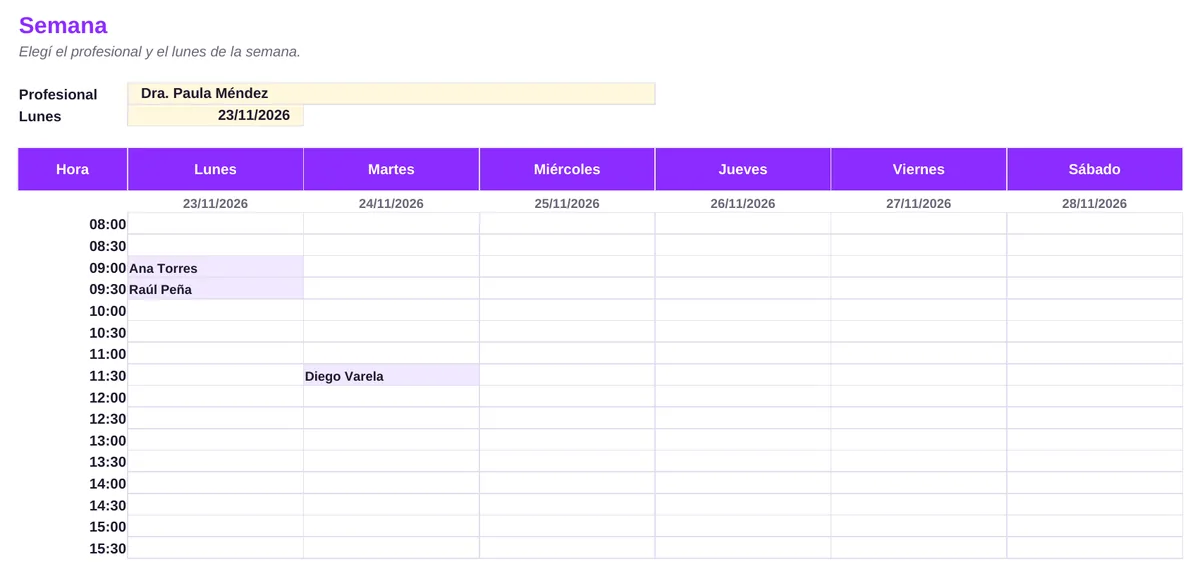 Semana
Elegí el profesional y el lunes de la semana.
Profesional Dra. Paula Méndez
Lunes 23/11/2026
Hora Lunes Martes Miércoles Jueves Viernes Sábado
23/11/2026 24/11/2026 25/11/2026 26/11/2026 27/11/2026 28/11/2026
08:00
08:30
09:00 Ana Torres
09:30 Raúl Peña
10:00
10:30
11:00
11:30 Diego Varela
12:00
12:30
13:00
13:30
14:00
14:30
15:00
15:30